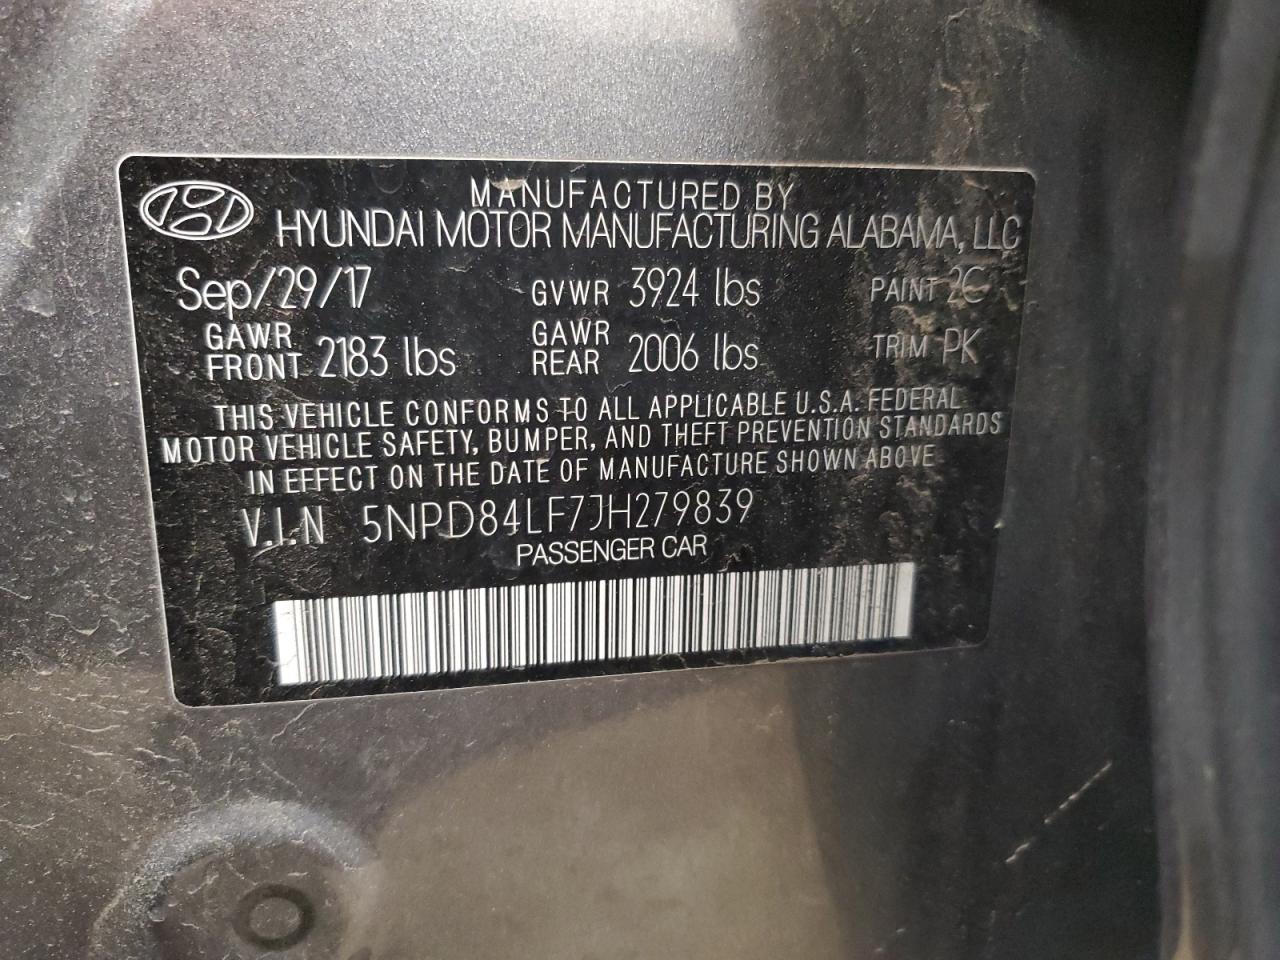 MANUFACTURED BY
HYUNDAI MOTOR MANUFACTURING ALABAMA, LLC
Sep/29/17 GVWR 3924 lbs PAINT 2C
GAWR FRONT 2183 lbs GAWR REAR 2006 lbs TRIM PK
THIS VEHICLE CONFORMS TO ALL APPLICABLE U.S.A. FEDERAL
MOTOR VEHICLE SAFETY, BUMPER, AND THEFT PREVENTION STANDARDS
IN EFFECT ON THE DATE OF MANUFACTURE SHOWN ABOVE
V.I.N 5NPD84LF7JH279839
PASSENGER CAR